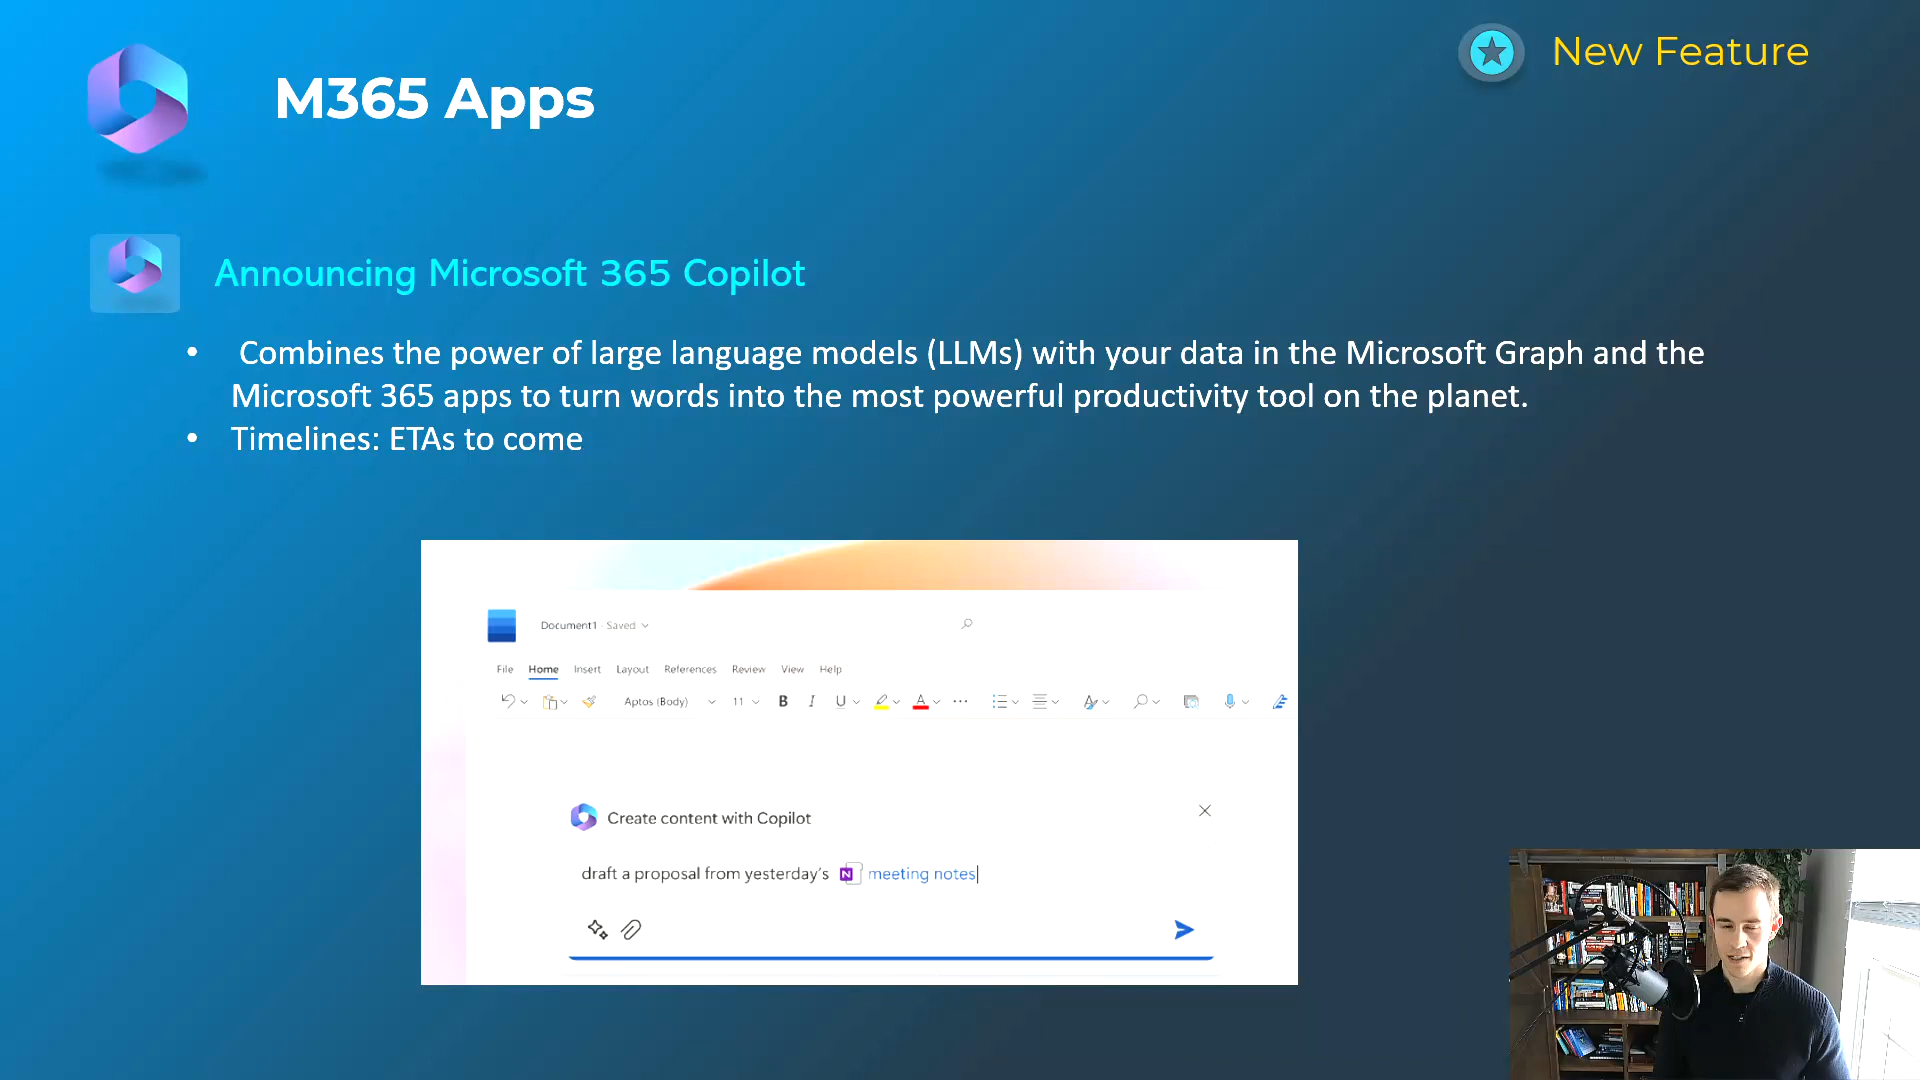 New Feature
M365 Apps
Announcing Microsoft 365 Copilot
• Combines the power of large language models (LLMs) with your data in the Microsoft Graph and the
Microsoft 365 apps to turn words into the most powerful productivity tool on the planet.
• Timelines: ETAs to come
Document1 · Saved
File Home Insert Layout References Review View Help
Aptos (Body) 11 B I U A
Create content with Copilot
draft a proposal from yesterday's N meeting notes